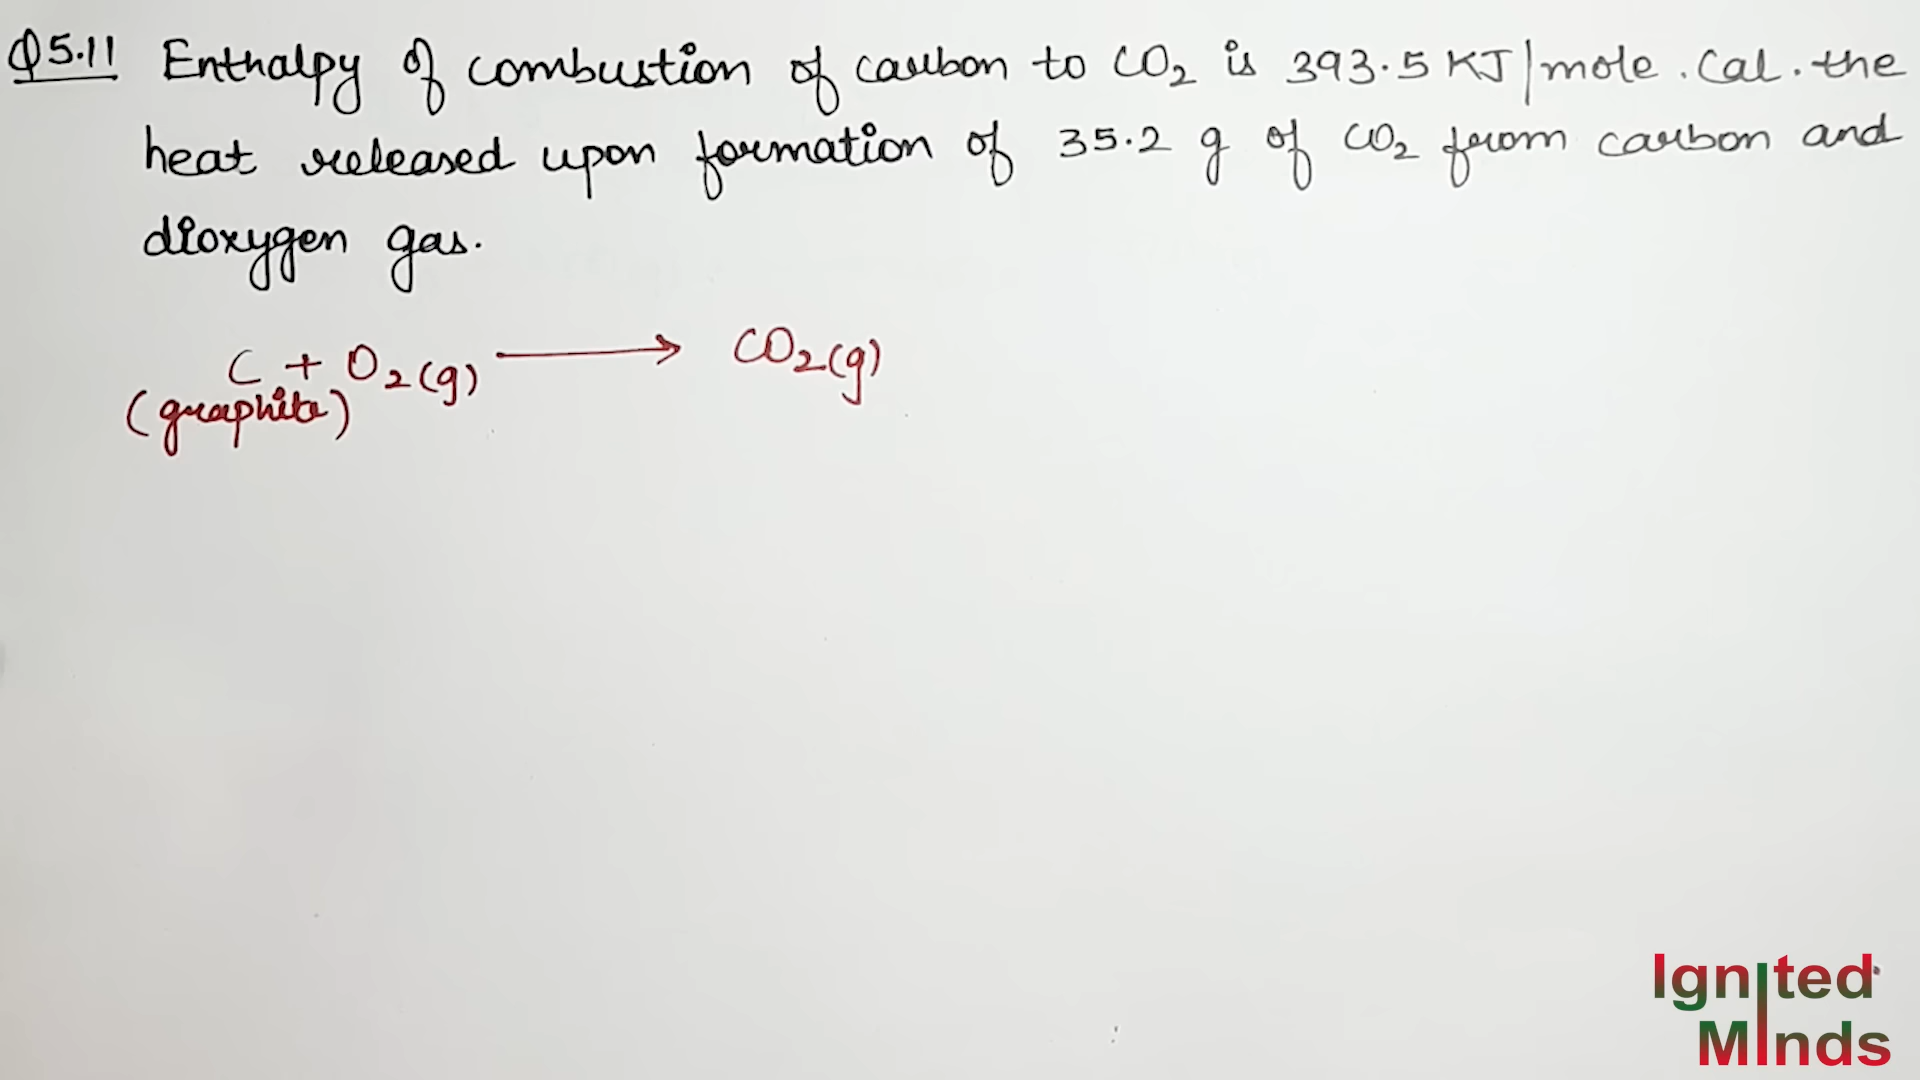 Q5.11 Enthalpy of combustion of carbon to CO₂ is 393.5 KJ/mole. Cal. the
heat released upon formation of 35.2 g of CO₂ from carbon and
dioxygen gas.
C + O₂(g) ⟶ CO₂(g)
(graphite)
Ignited
Minds